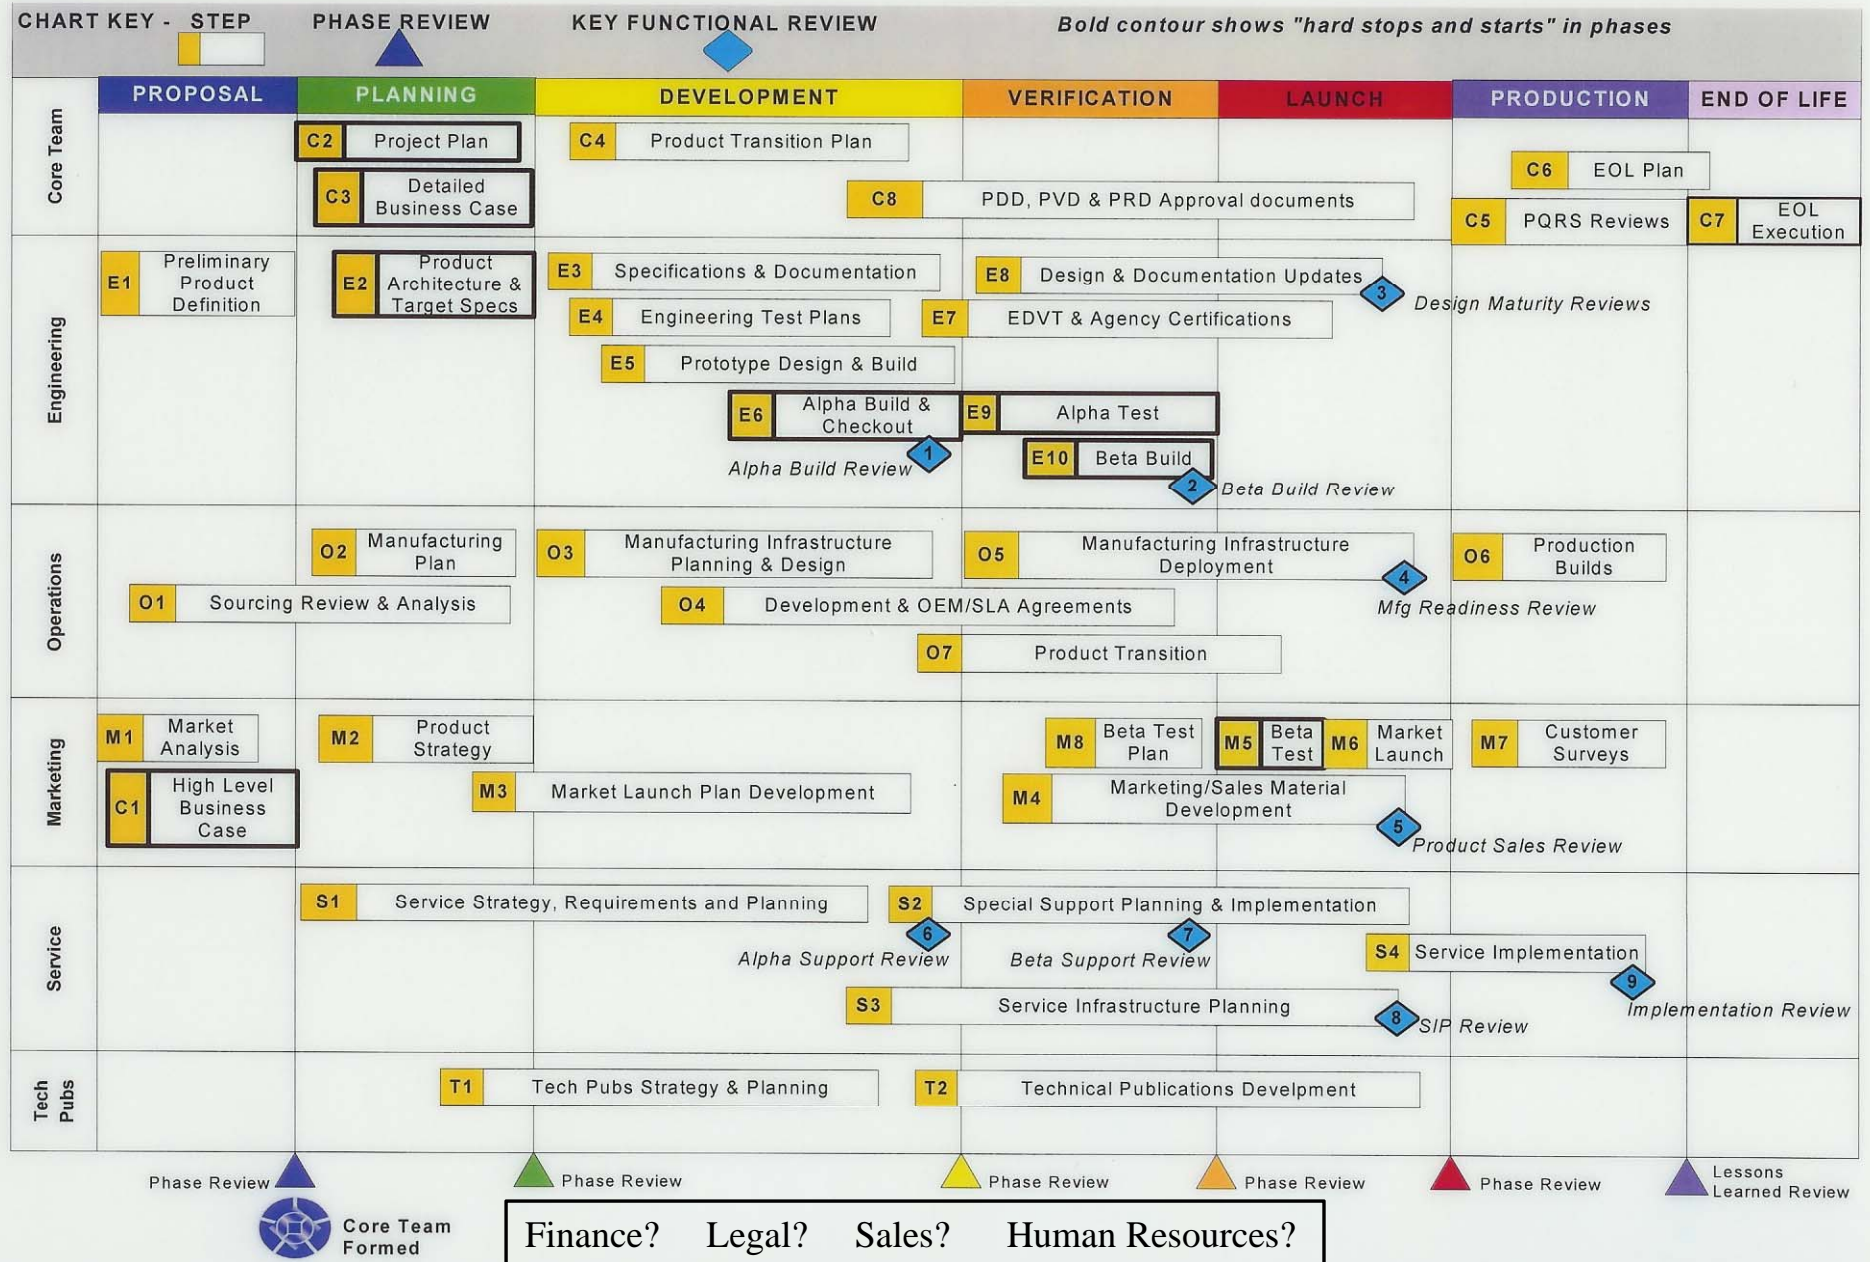 CHART KEY - STEP PHASE REVIEW KEY FUNCTIONAL REVIEW Bold contour shows "hard stops and starts" in phases
PROPOSAL PLANNING DEVELOPMENT VERIFICATION LAUNCH PRODUCTION END OF LIFE
Core Team
C2 Project Plan
C4 Product Transition Plan
C6 EOL Plan
C3 Detailed
Business Case
C8 PDD, PVD & PRD Approval documents
C5 PQRS Reviews
C7 EOL
Execution
Engineering
E1 Preliminary
Product
Definition
E2 Product
Architecture &
Target Specs
E3 Specifications & Documentation
E8 Design & Documentation Updates
3 Design Maturity Reviews
E4 Engineering Test Plans
E7 EDVT & Agency Certifications
E5 Prototype Design & Build
E6 Alpha Build &
Checkout
E9 Alpha Test
1
Alpha Build Review
E10 Beta Build
2 Beta Build Review
Operations
O2 Manufacturing
Plan
O3 Manufacturing Infrastructure
Planning & Design
O5 Manufacturing Infrastructure
Deployment
4
Mfg Readiness Review
O6 Production
Builds
O1 Sourcing Review & Analysis
O4 Development & OEM/SLA Agreements
O7 Product Transition
Marketing
M1 Market
Analysis
M2 Product
Strategy
M8 Beta Test
Plan
M5 Beta
Test
M6 Market
Launch
M7 Customer
Surveys
C1 High Level
Business
Case
M3 Market Launch Plan Development
M4 Marketing/Sales Material
Development
5
Product Sales Review
Service
S1 Service Strategy, Requirements and Planning
S2 Special Support Planning & Implementation
6
Alpha Support Review
7
Beta Support Review
S4 Service Implementation
9
Implementation Review
S3 Service Infrastructure Planning
8 SIP Review
Tech
Pubs
T1 Tech Pubs Strategy & Planning
T2 Technical Publications Develpment
Phase Review
Phase Review
Phase Review
Phase Review
Phase Review
Lessons
Learned Review
Core Team
Formed
Finance? Legal? Sales? Human Resources?